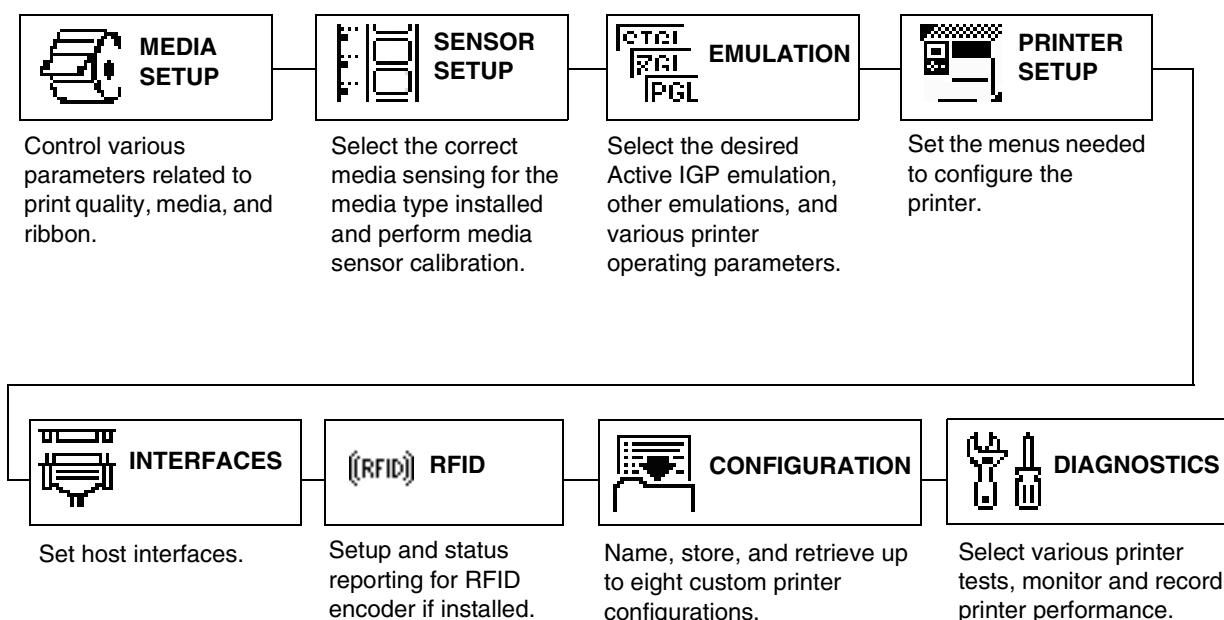 MEDIA
SETUP
SENSOR
SETUP
PGL
EMULATION
PRINTER
SETUP
Control various
parameters related to
print quality, media, and
ribbon.
Select the correct
media sensing for the
media type installed
and perform media
sensor calibration.
Select the desired
Active IGP emulation,
other emulations, and
various printer
operating parameters.
Set the menus needed
to configure the
printer.
INTERFACES
((RFID))
RFID
CONFIGURATION
DIAGNOSTICS
Set host interfaces.
Setup and status
reporting for RFID
encoder if installed.
Name, store, and retrieve up
to eight custom printer
configurations.
Select various printer
tests, monitor and record
printer performance.